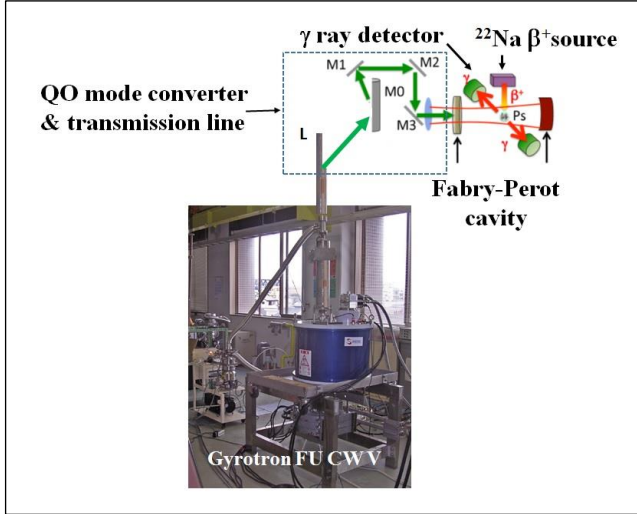 γ ray detector
²²Na β⁺source
QO mode converter
& transmission line
M1
M2
M0
M3
L
γ
β⁺
Ps
γ
Fabry-Perot
cavity
Gyrotron FU CW V